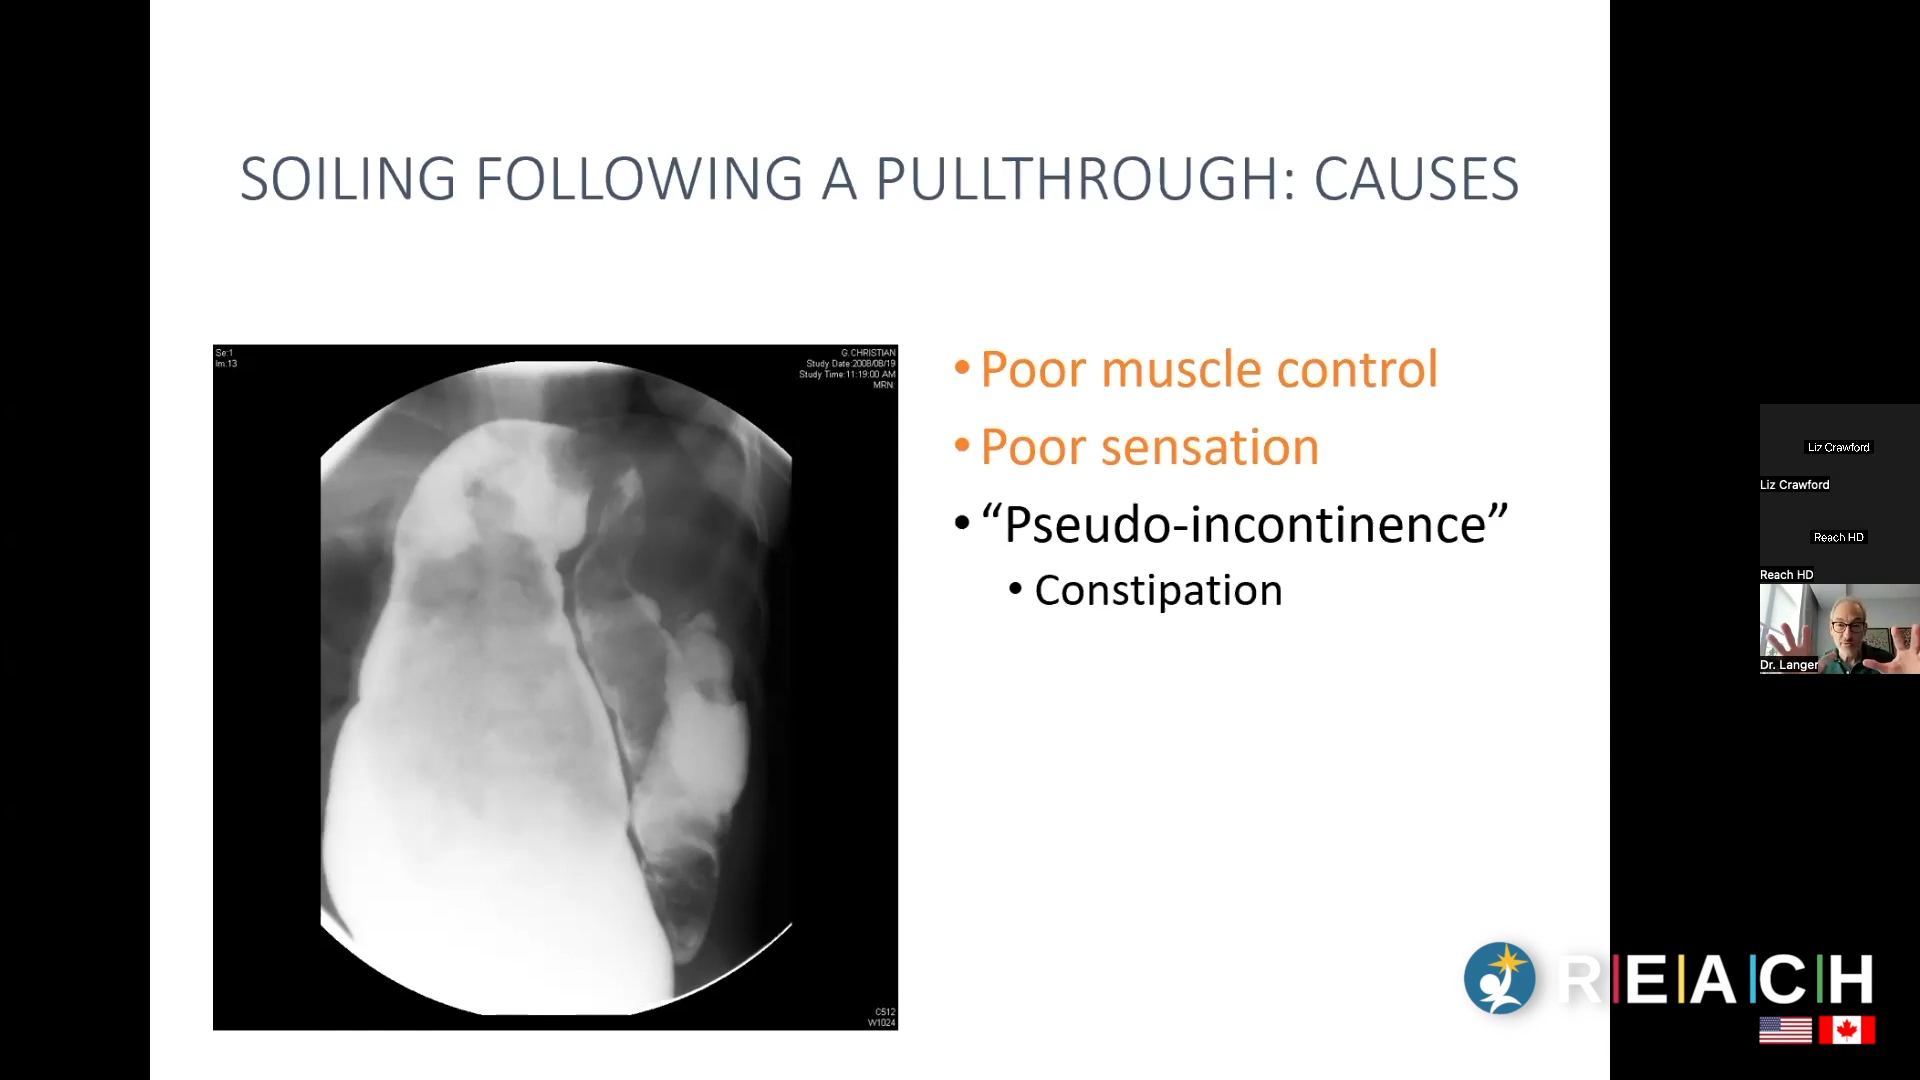 SOILING FOLLOWING A PULLTHROUGH: CAUSES
Se:1
Im:13
G.CHRISTIAN
Study Date:2008/08/19
Study Time:11:19:00 AM
MRN:
• Poor muscle control
• Poor sensation
• “Pseudo-incontinence”
• Constipation
C512
W1024
Liz Crawford
Liz Crawford
Reach HD
Reach HD
Dr. Langer
R|E|A|C|H